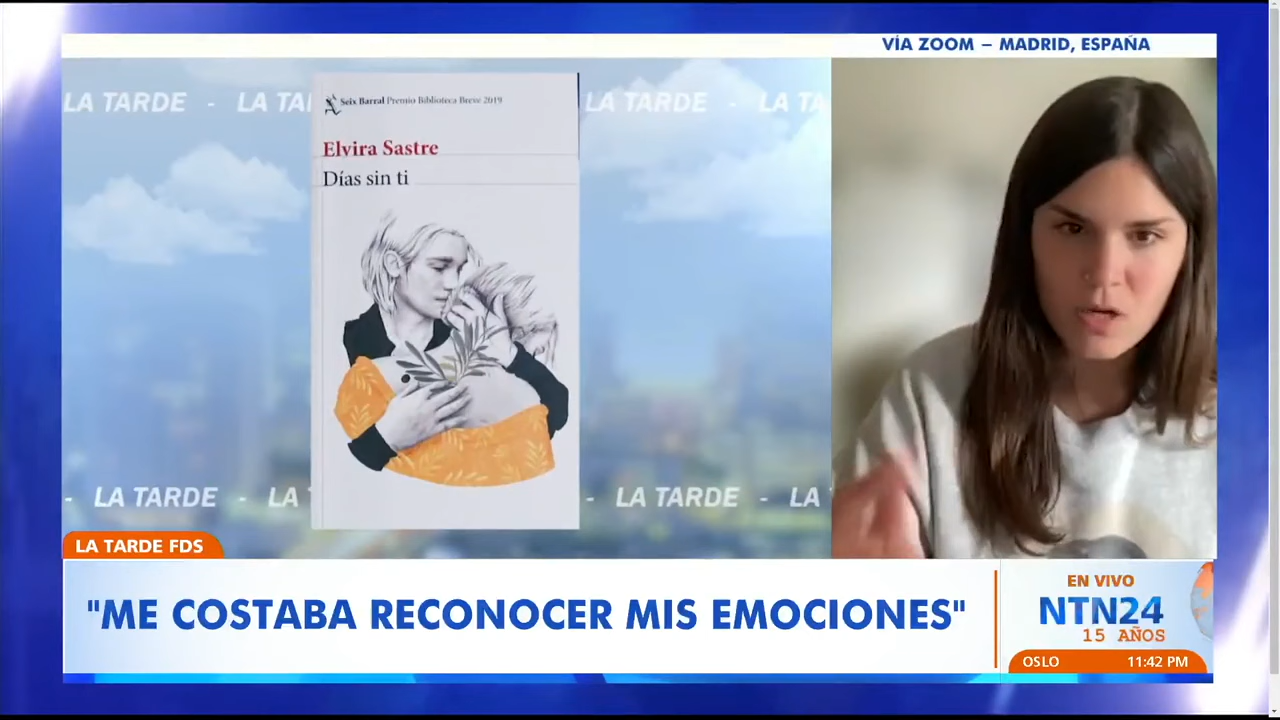 VÍA ZOOM – MADRID, ESPAÑA
LA TARDE - LA TA
LA TARDE - LA TA
Seix Barral Premio Biblioteca Breve 2019
Elvira Sastre
Días sin ti
- LA TARDE - LA T
- LA TARDE - LA
LA TARDE FDS
"ME COSTABA RECONOCER MIS EMOCIONES"
EN VIVO
NTN24
15 AÑOS
OSLO 11:42 PM